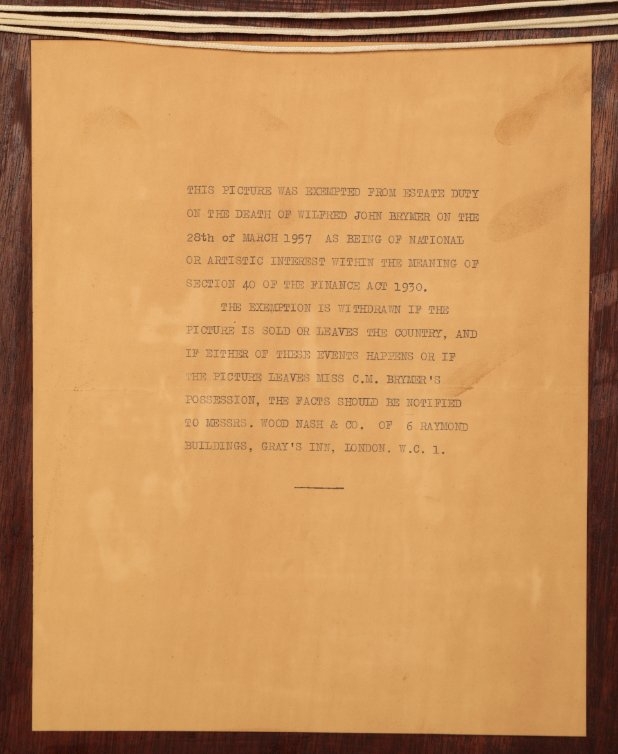 THIS PICTURE WAS EXEMPTED FROM ESTATE DUTY
ON THE DEATH OF WILFRED JOHN BRYMER ON THE
28th of MARCH 1957 AS BEING OF NATIONAL
OR ARTISTIC INTEREST WITHIN THE MEANING OF
SECTION 40 OF THE FINANCE ACT 1930.
THE EXEMPTION IS WITHDRAWN IF THE
PICTURE IS SOLD OR LEAVES THE COUNTRY, AND
IF EITHER OF THESE EVENTS HAPPENS OR IF
THE PICTURE LEAVES MISS C.M. BRYMER'S
POSSESSION, THE FACTS SHOULD BE NOTIFIED
TO MESSRS. WOOD NASH & CO. OF 6 RAYMOND
BUILDINGS, GRAY'S INN, LONDON. W.C. 1.